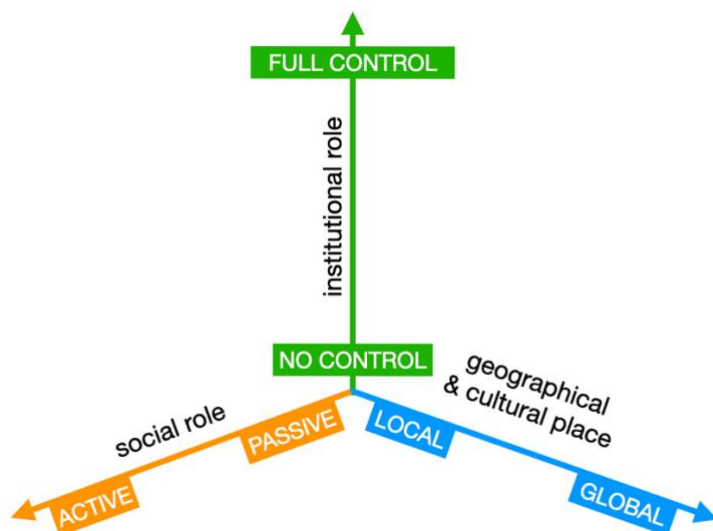 FULL CONTROL
institutional role
NO CONTROL
geographical
& cultural place
social role
PASSIVE
LOCAL
ACTIVE
GLOBAL